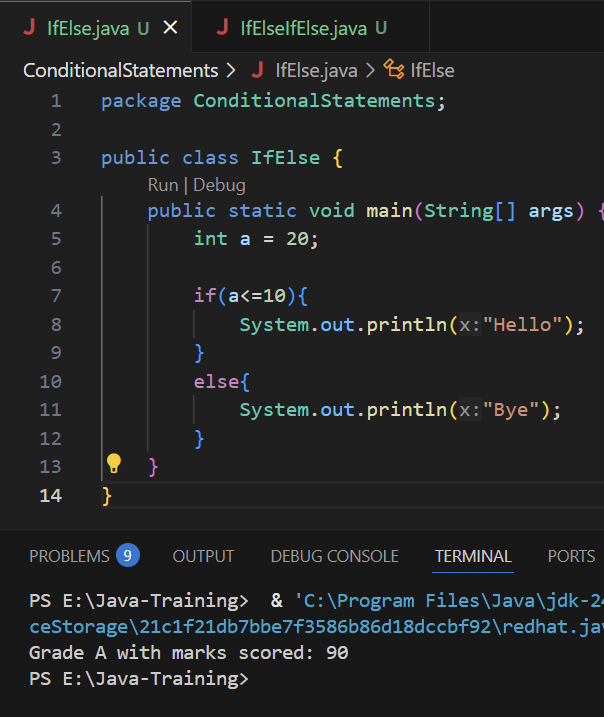 IfElse.java U
IfElseIfElse.java U
ConditionalStatements > IfElse.java > IfElse
1 package ConditionalStatements;
2
3 public class IfElse {
Run | Debug
4 public static void main(String[] args) {
5 int a = 20;
6
7 if(a<=10){
8 System.out.println(x:"Hello");
9 }
10 else{
11 System.out.println(x:"Bye");
12 }
13 }
14 }
PROBLEMS 9 OUTPUT DEBUG CONSOLE TERMINAL PORTS
PS E:\Java-Training> & 'C:\Program Files\Java\jdk-24
ceStorage\21c1f21db7bbe7f3586b86d18dccbf92\redhat.jav
Grade A with marks scored: 90
PS E:\Java-Training>